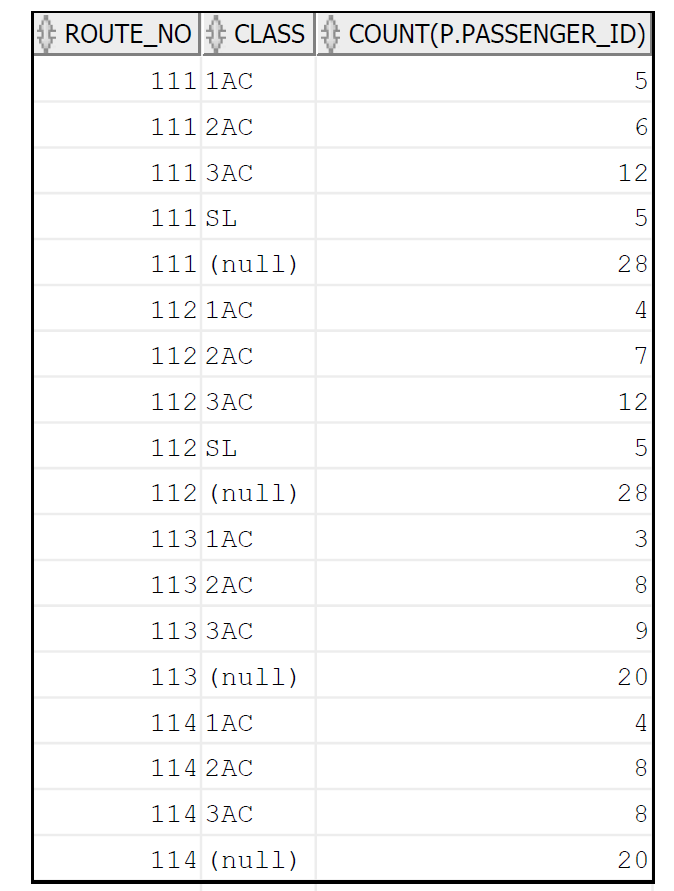 ROUTE_NO CLASS COUNT(P.PASSENGER_ID)
111 1AC 5
111 2AC 6
111 3AC 12
111 SL 5
111 (null) 28
112 1AC 4
112 2AC 7
112 3AC 12
112 SL 5
112 (null) 28
113 1AC 3
113 2AC 8
113 3AC 9
113 (null) 20
114 1AC 4
114 2AC 8
114 3AC 8
114 (null) 20